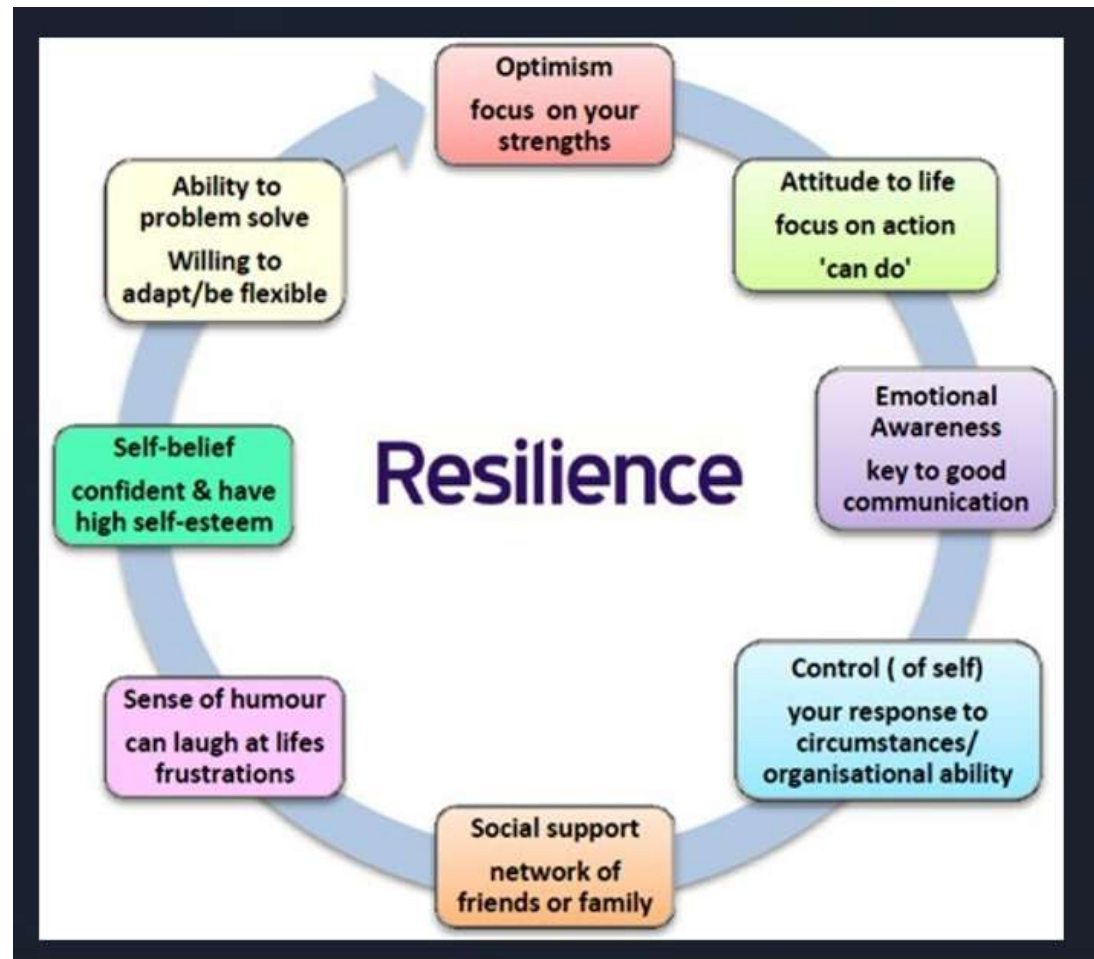 Optimism
focus on your
strengths
Attitude to life
focus on action
'can do'
Emotional
Awareness
key to good
communication
Control ( of self)
your response to
circumstances/
organisational ability
Social support
network of
friends or family
Sense of humour
can laugh at lifes
frustrations
Self-belief
confident & have
high self-esteem
Ability to
problem solve
Willing to
adapt/be flexible
Resilience